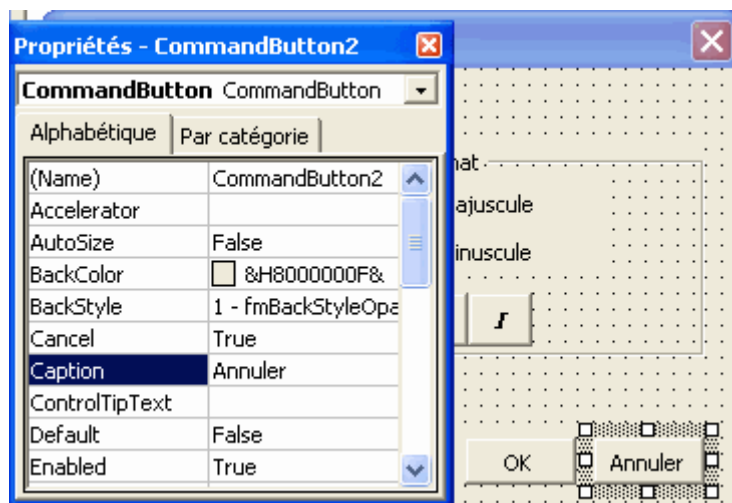 Propriétés - CommandButton2
CommandButton CommandButton
Alphabétique Par catégorie
(Name) CommandButton2
Accelerator
AutoSize False
BackColor &H8000000F&
BackStyle 1 - fmBackStyleOpa
Cancel True
Caption Annuler
ControlTipText
Default False
Enabled True
nat
ajuscule
inuscule
I
OK
Annuler